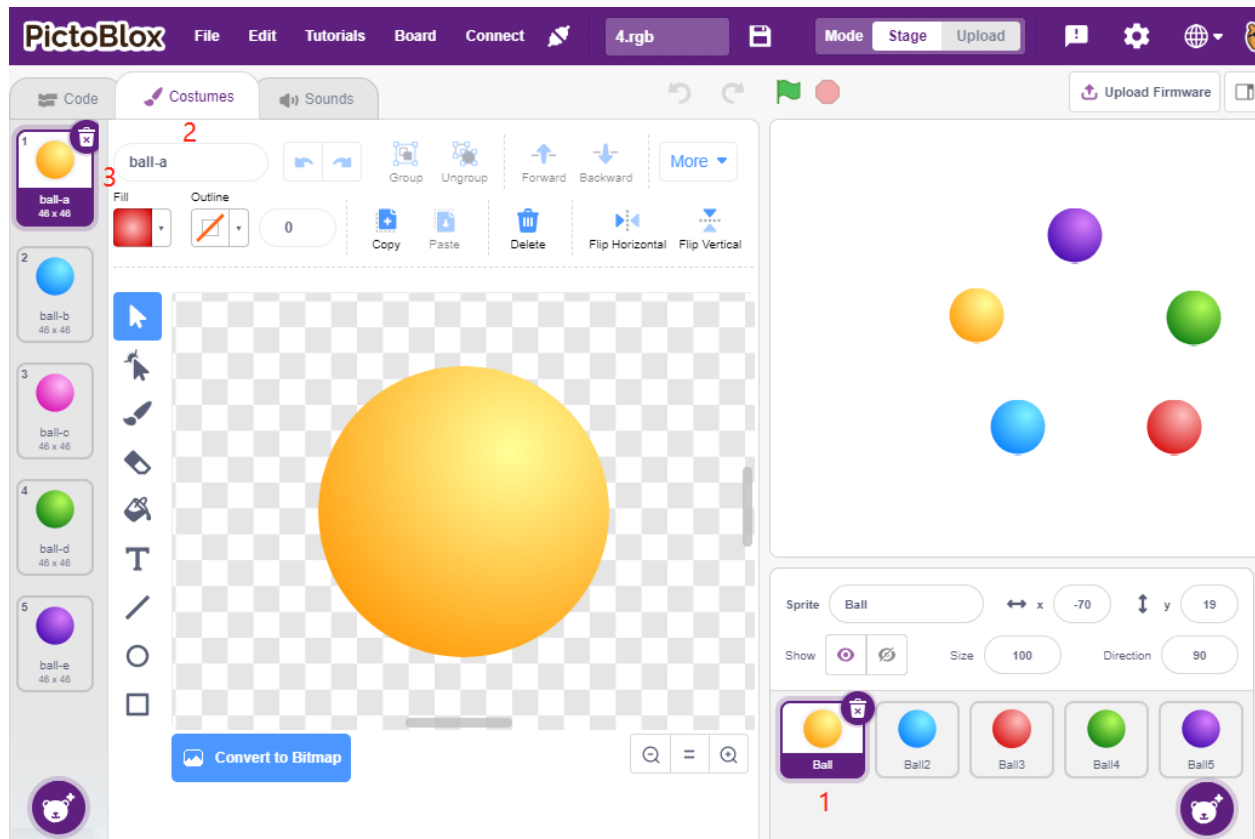 PictoBlox File Edit Tutorials Board Connect 4.rgb Mode Stage Upload
Code Costumes Sounds Upload Firmware
2
1
ball-a
46 x 46
2
ball-b
46 x 46
3
ball-c
46 x 46
4
ball-d
46 x 46
5
ball-e
46 x 46
3
ball-a Group Ungroup Forward Backward More
Fill Outline
0 Copy Paste Delete Flip Horizontal Flip Vertical
T
Convert to Bitmap
=
Sprite Ball x -70 y 19
Show Size 100 Direction 90
Ball Ball2 Ball3 Ball4 Ball5
1